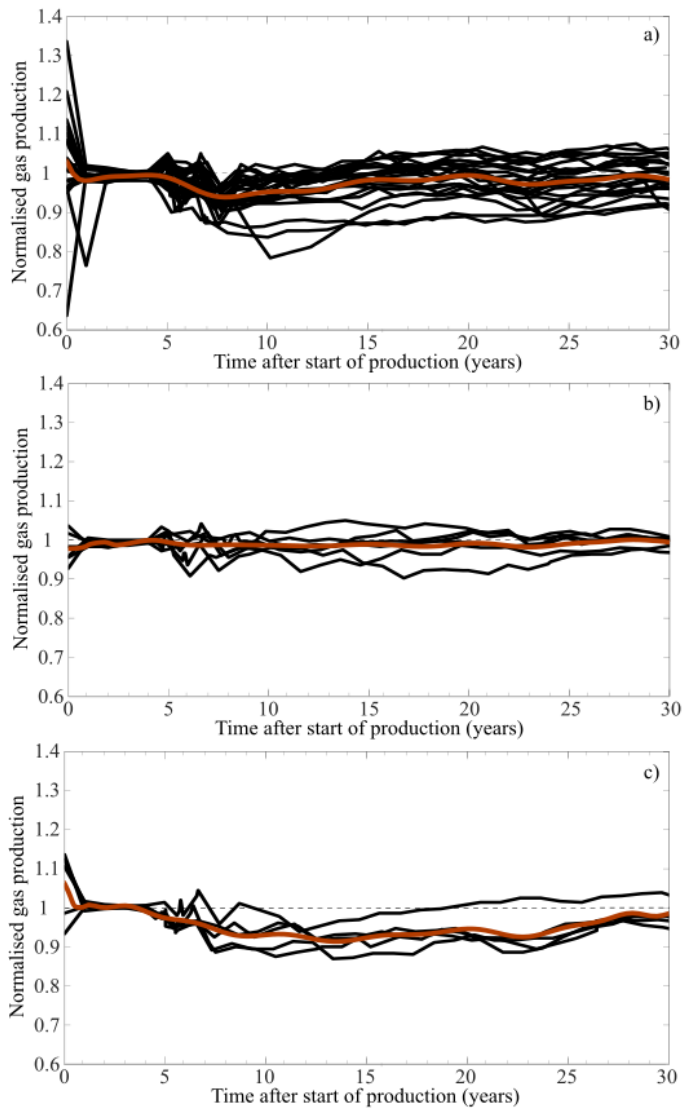 a)
Normalised gas production
1.4
1.3
1.2
1.1
1
0.9
0.8
0.7
0.6
0 5 10 15 20 25 30
Time after start of production (years)
b)
Normalised gas production
1.4
1.3
1.2
1.1
1
0.9
0.8
0.7
0.6
0 5 10 15 20 25 30
Time after start of production (years)
c)
Normalised gas production
1.4
1.3
1.2
1.1
1
0.9
0.8
0.7
0.6
0 5 10 15 20 25 30
Time after start of production (years)